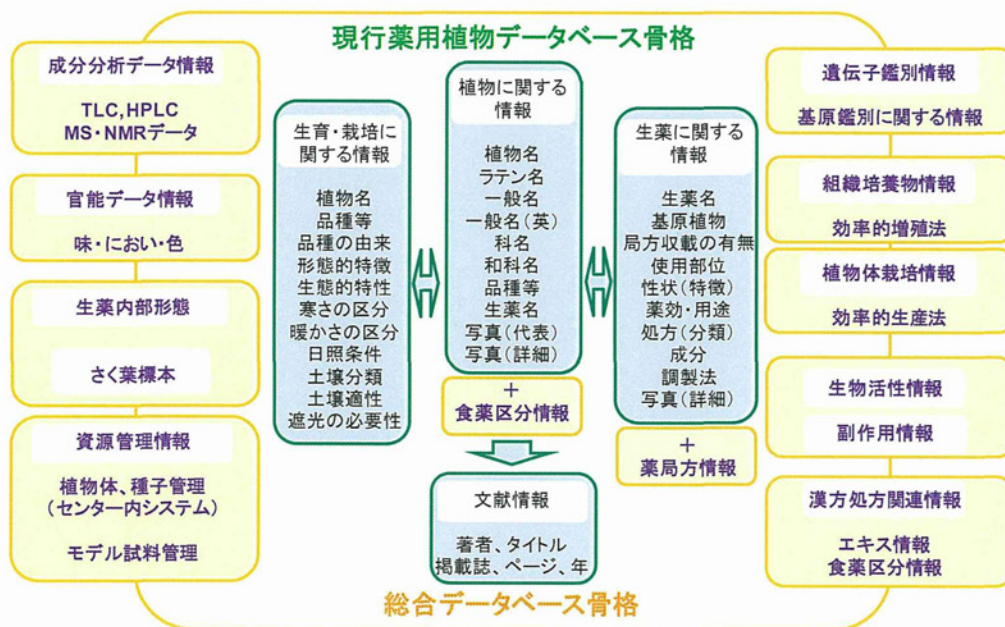 現行薬用植物データベース骨格
成分分析データ情報
TLC,HPLC
MS・NMRデータ
官能データ情報
味・におい・色
生薬内部形態
さく葉標本
資源管理情報
植物体、種子管理
(センター内システム)
モデル試料管理
生育・栽培に
関する情報
植物名
品種等
品種の由来
形態的特徴
生態的特性
寒さの区分
暖かさの区分
日照条件
土壌分類
土壌適性
遮光の必要性
植物に関する
情報
植物名
ラテン名
一般名
一般名(英)
科名
和科名
品種等
生薬名
写真(代表)
写真(詳細)
+
食薬区分情報
文献情報
著者、タイトル
掲載誌、ページ、年
生薬に関する
情報
生薬名
基原植物
局方収載の有無
使用部位
性状(特徴)
薬効・用途
処方(分類)
成分
調製法
写真(詳細)
+
薬局方情報
遺伝子鑑別情報
基原鑑別に関する情報
組織培養物情報
効率的増殖法
植物体栽培情報
効率的生産法
生物活性情報
副作用情報
漢方処方関連情報
エキス情報
食薬区分情報
総合データベース骨格